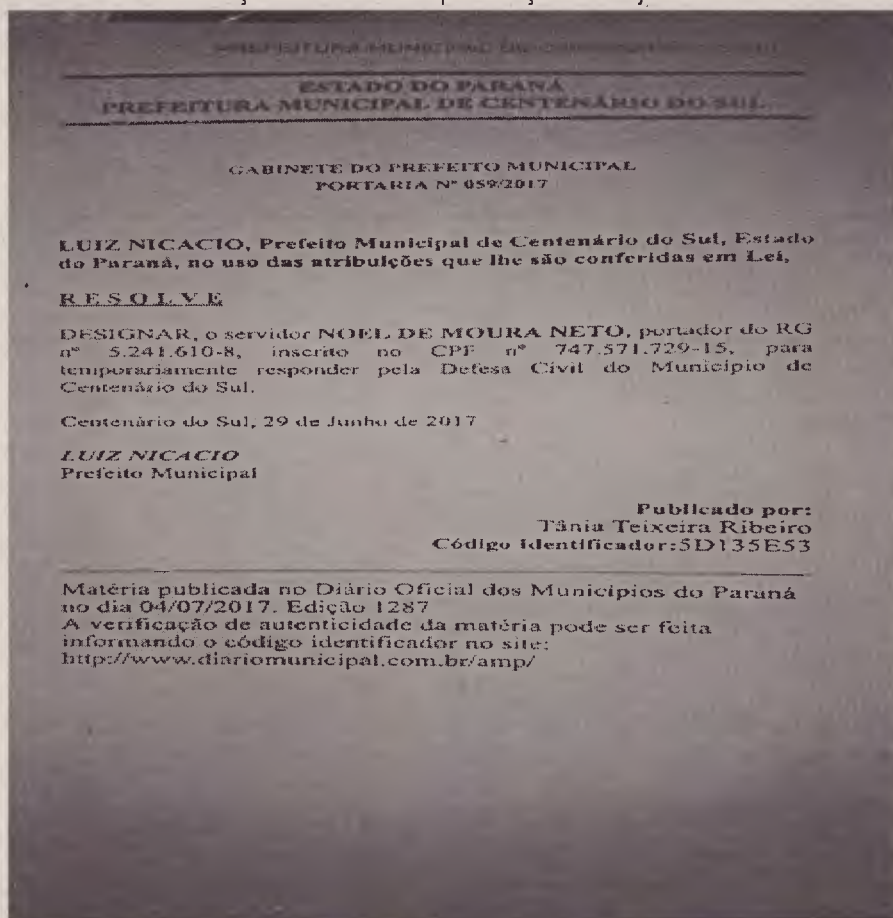 PREFEITURA MUNICIPAL DE
ESTADO DO PARANÁ
PREFEITURA MUNICIPAL DE CENTENÁRIO DO SUL
GABINETE DO PREFEITO MUNICIPAL
PORTARIA Nº 059/2017
LUIZ NICACIO, Prefeito Municipal de Centenário do Sul, Estado
do Paraná, no uso das atribuições que lhe são conferidas em Lei,
R E S O L V E
DESIGNAR, o servidor NOEL DE MOURA NETO, portador do RG
nº 5.241.610-8, inscrito no CPF nº 747.571.729-15, para
temporariamente responder pela Defesa Civil do Município de
Centenário do Sul.
Centenário do Sul, 29 de Junho de 2017
LUIZ NICACIO
Prefeito Municipal
Publicado por:
Tânia Teixeira Ribeiro
Código Identificador:5D135E53
Matéria publicada no Diário Oficial dos Municípios do Paraná
no dia 04/07/2017. Edição 1287
A verificação de autenticidade da matéria pode ser feita
informando o código identificador no site:
http://www.diariomunicipal.com.br/amp/